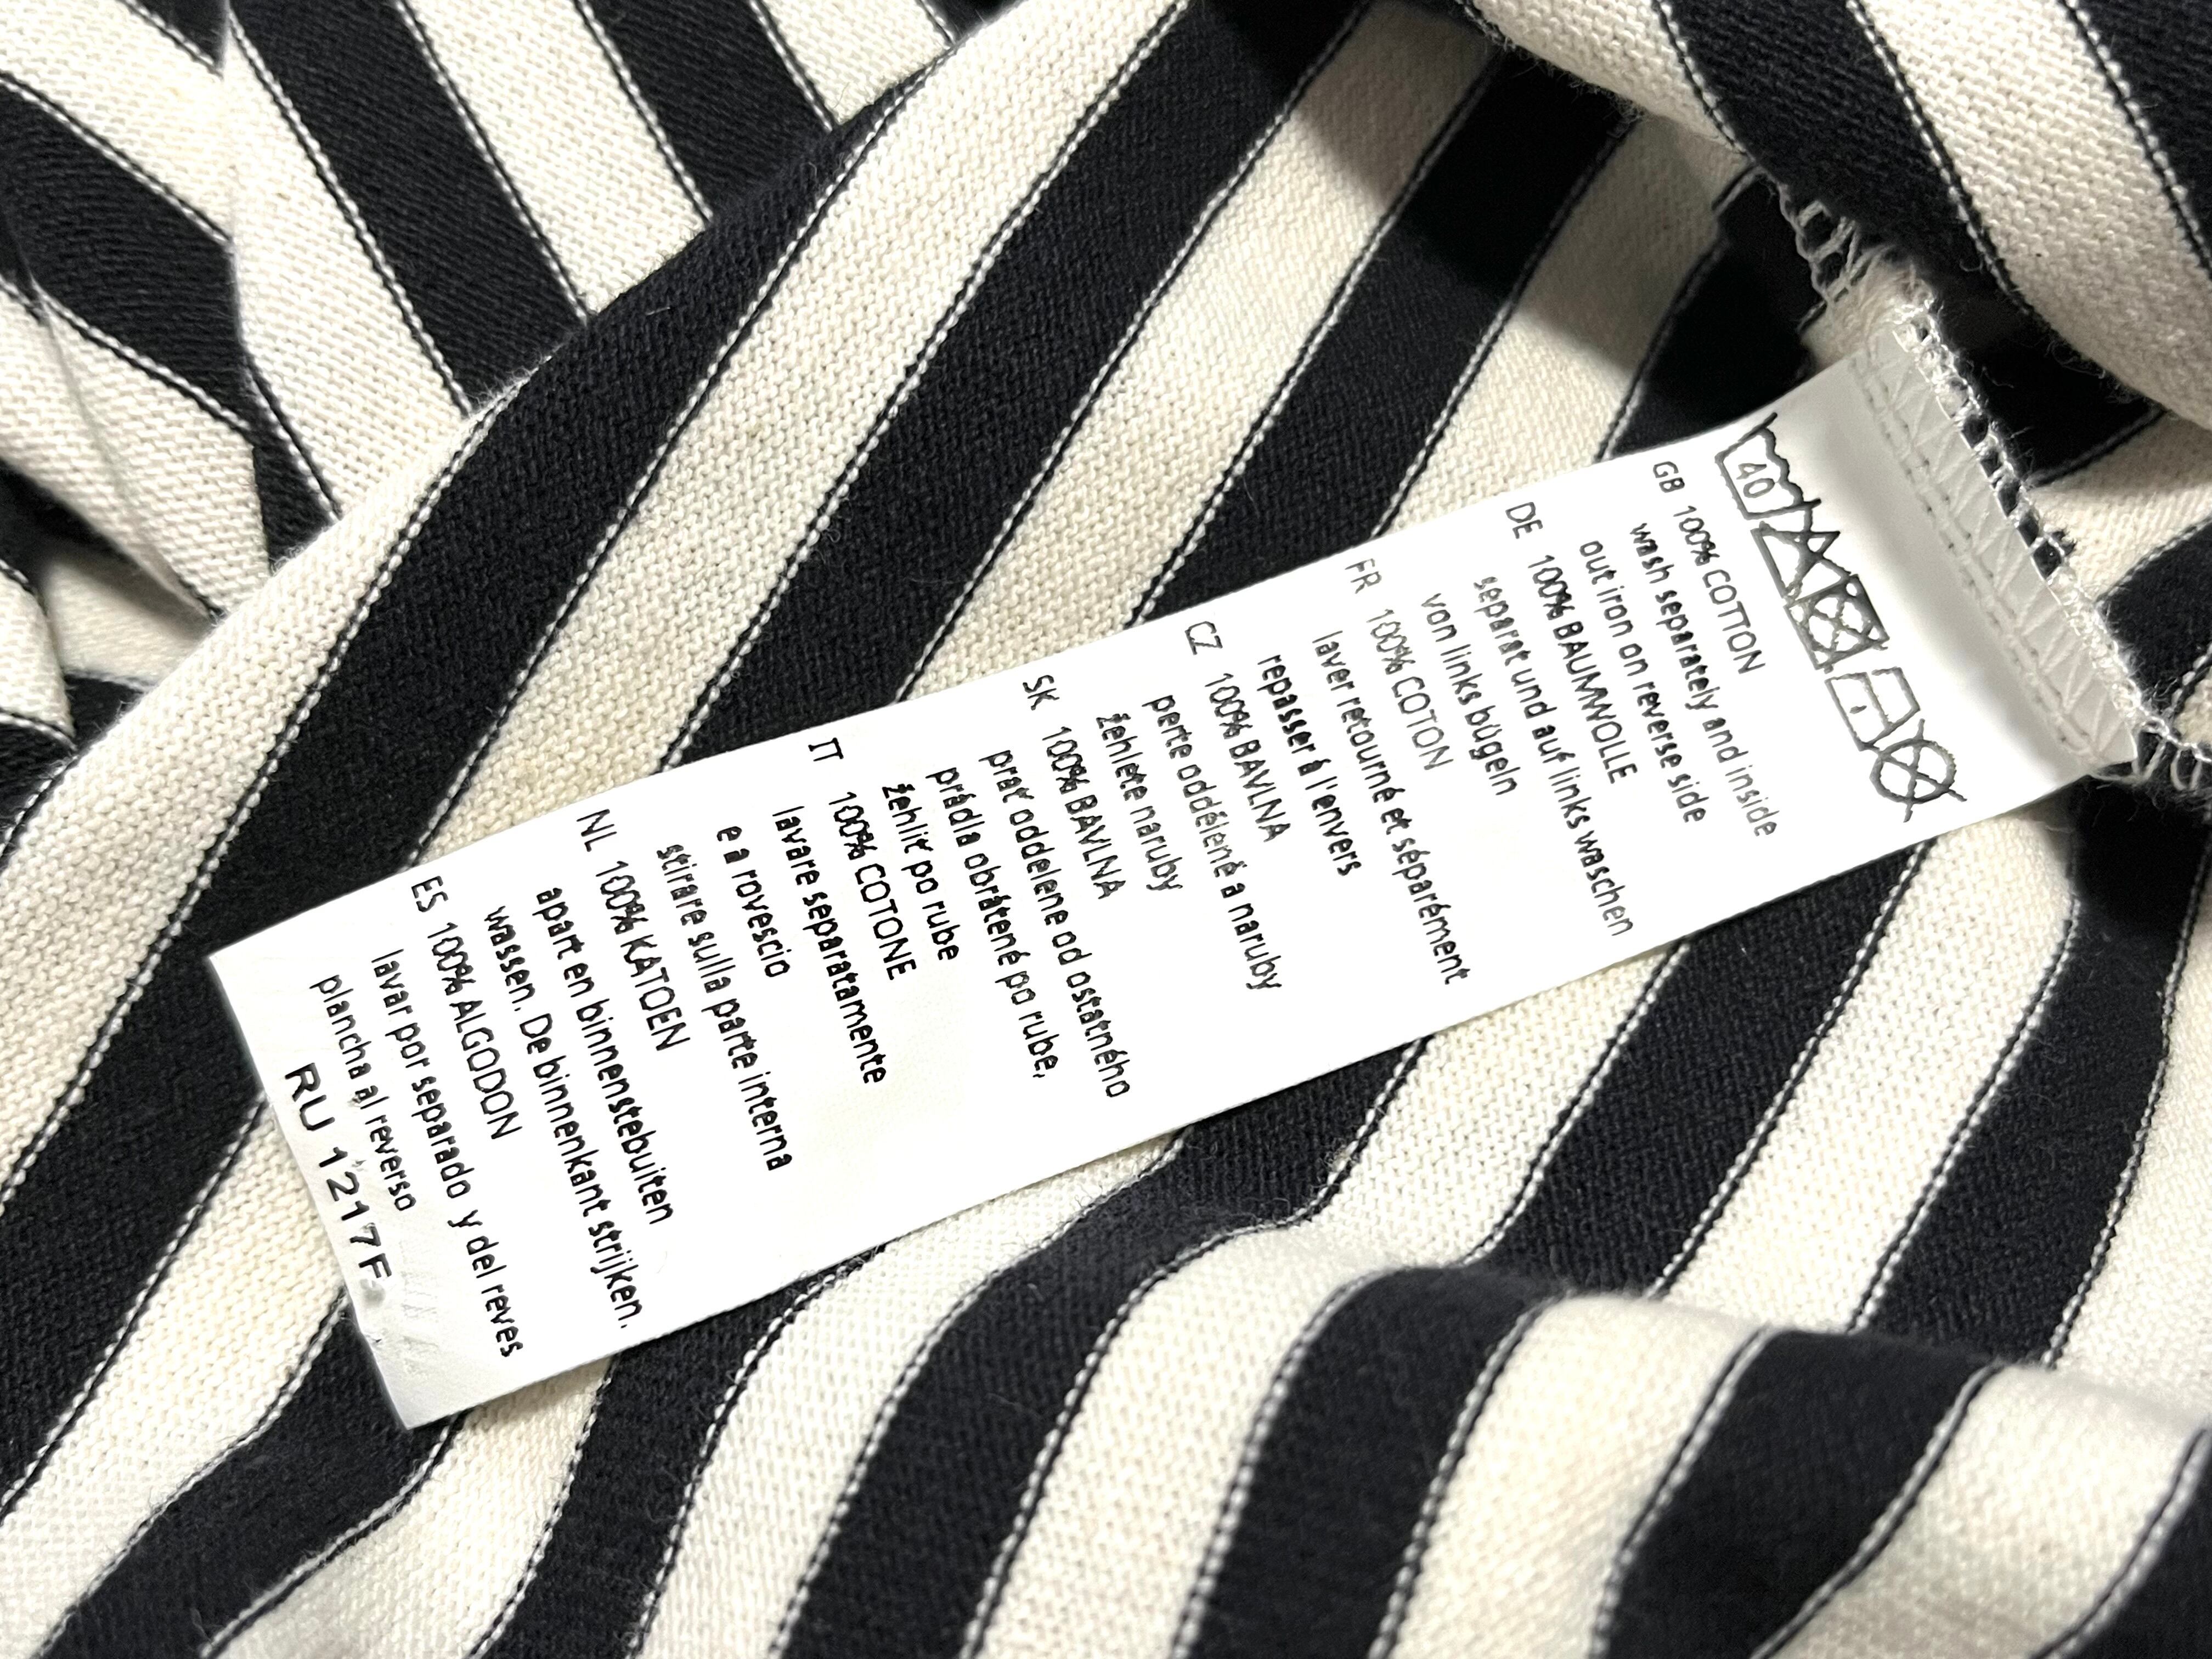 40
GB 100% COTTON
wash separately and inside
out iron on reverse side
DE 100% BAUMWOLLE
separat und auf links waschen
von links bügeln
FR 100% COTON
laver retourné et séparément
repasser à l'envers
CZ 100% BAVLNA
perte oddělené a naruby
žehlete naruby
SK 100% BAVLNA
prať oddelene od ostatného
prádla obrátené po rube,
žehliť po rube
IT 100% COTONE
lavare separatamente
e a rovescio
stirare sulla parte interna
NL 100% KATOEN
apart en binnenstebuiten
wassen. De binnenkant strijken.
ES 100% ALGODON
lavar por separado y del reves
plancha al reverso
RU 1217F